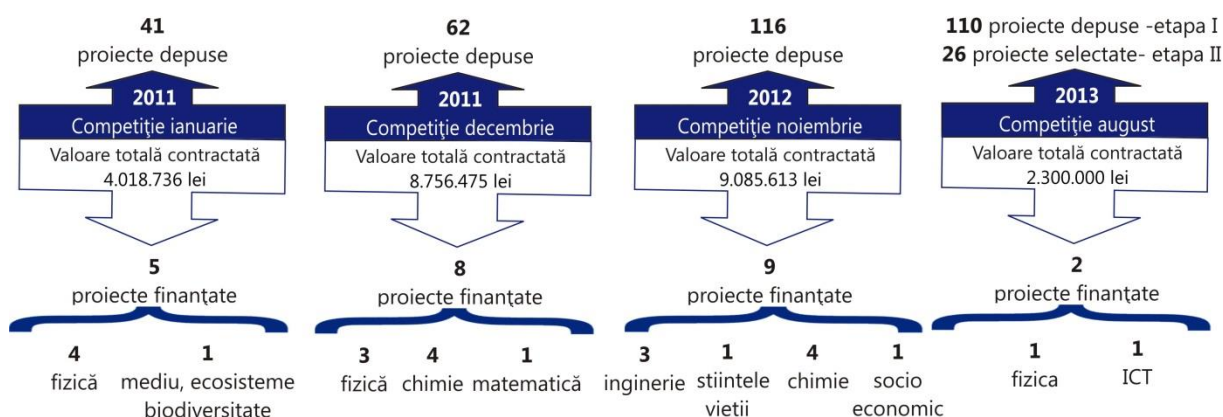 41
proiecte depuse
2011
Competiţie ianuarie
Valoare totală contractată
4.018.736 lei
5
proiecte finanţate
4
fizică
1
mediu, ecosisteme
biodiversitate
62
proiecte depuse
2011
Competiţie decembrie
Valoare totală contractată
8.756.475 lei
8
proiecte finanţate
3
fizică
4
chimie
1
matematică
116
proiecte depuse
2012
Competiţie noiembrie
Valoare totală contractată
9.085.613 lei
9
proiecte finanţate
3
inginerie
1
stiintele
vietii
4
chimie
1
socio
economic
110 proiecte depuse -etapa I
26 proiecte selectate- etapa II
2013
Competiţie august
Valoare totală contractată
2.300.000 lei
2
proiecte finanţate
1
fizica
1
ICT